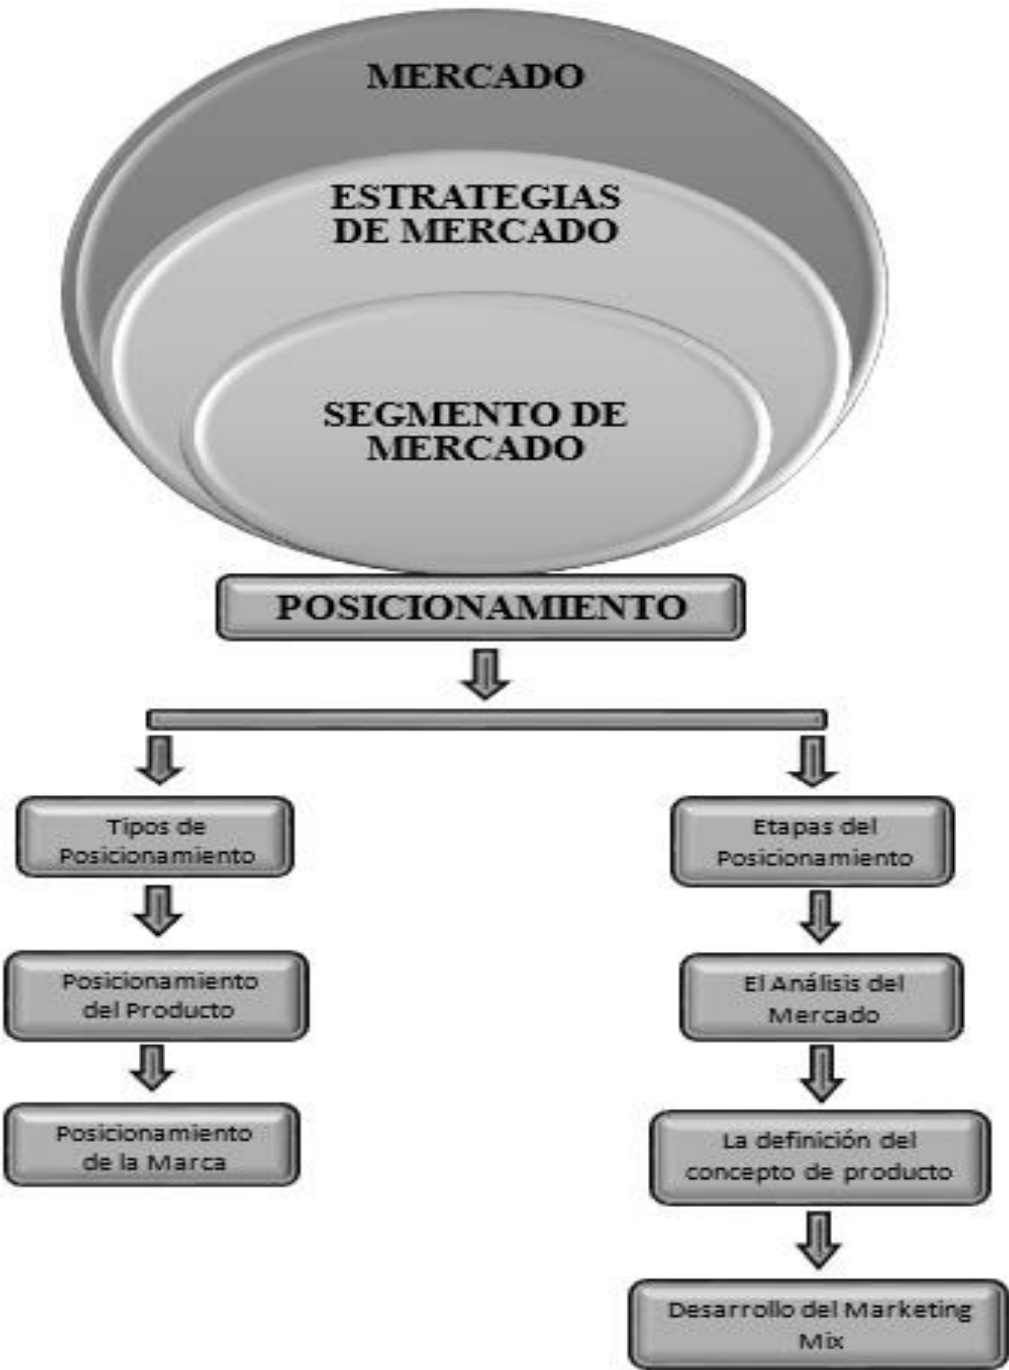 MERCADO
ESTRATEGIAS
DE MERCADO
SEGMENTO DE
MERCADO
POSICIONAMIENTO
Tipos de
Posicionamiento
Posicionamiento
del Producto
Posicionamiento
de la Marca
Etapas del
Posicionamiento
El Análisis del
Mercado
La definición del
concepto de producto
Desarrollo del Marketing
Mix